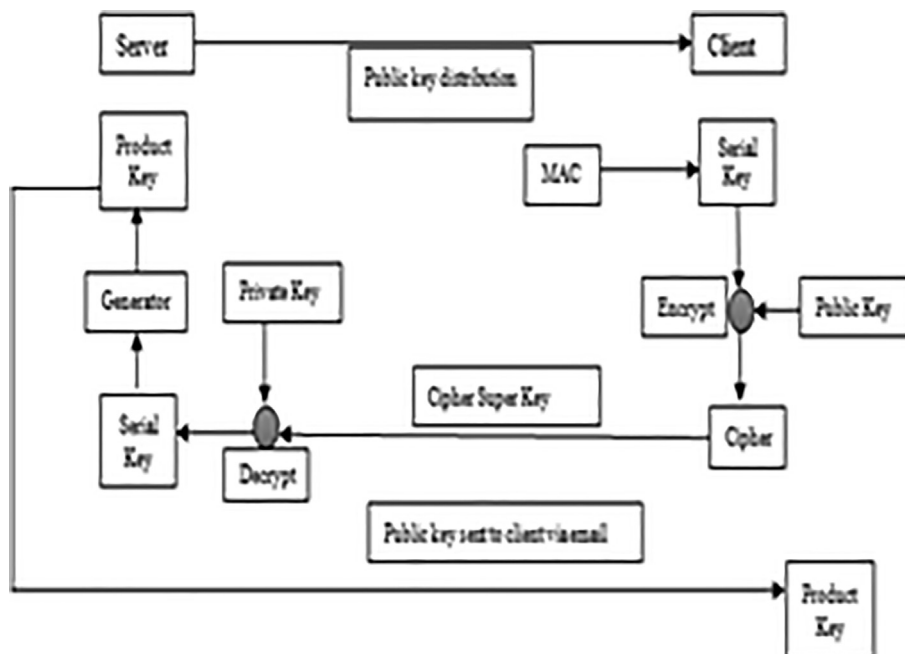 Server
Client
Public key distribution
Product
Key
MAC
Serial
Key
Generator
Private Key
Encrypt
Public Key
Cipher Super Key
Serial
Key
Cipher
Decrypt
Public key sent to client via email
Product
Key